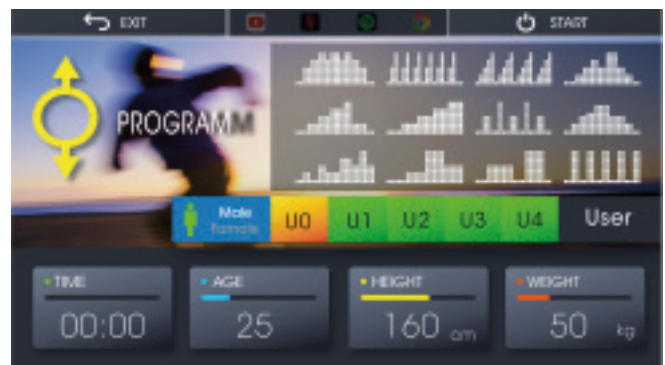 EXIT START
PROGRAMM
Male U0 U1 U2 U3 U4 User
Female
TIME AGE HEIGHT WEIGHT
00:00 25 160 cm 50 kg